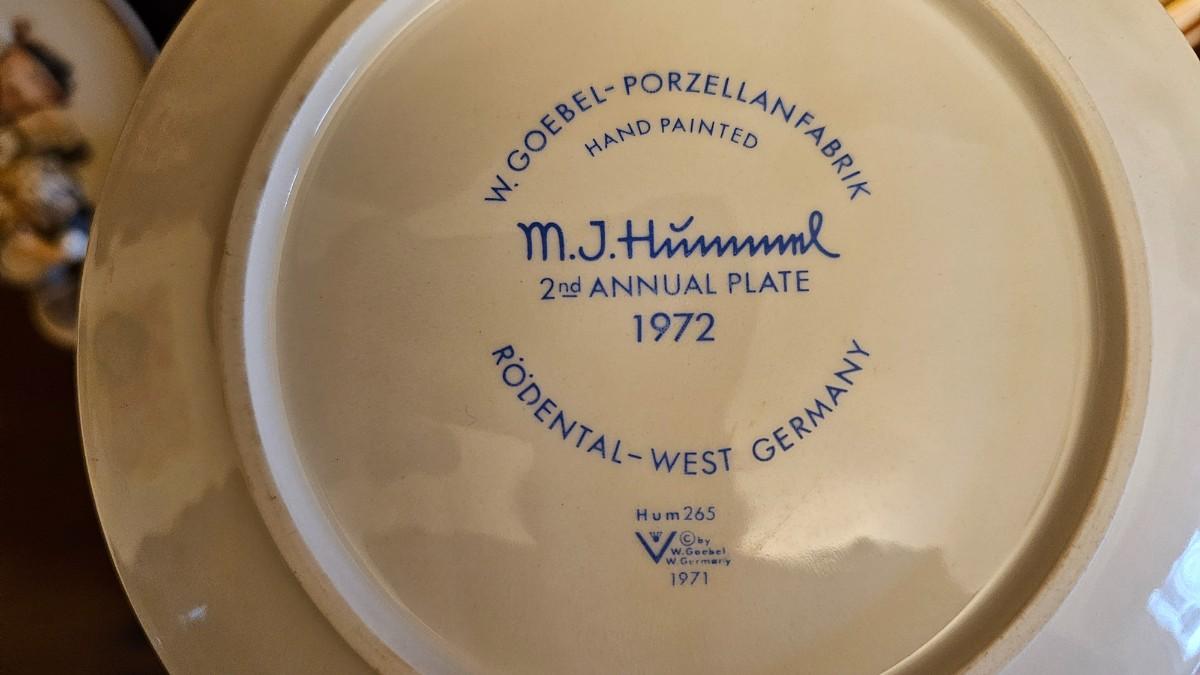 W. GOEBEL-PORZELLANFABRIK
HAND PAINTED
M.J.Hummel
2nd ANNUAL PLATE
1972
RÖDENTAL-WEST GERMANY
Hum 265
© by
W. Goebel
W. Germany
1971